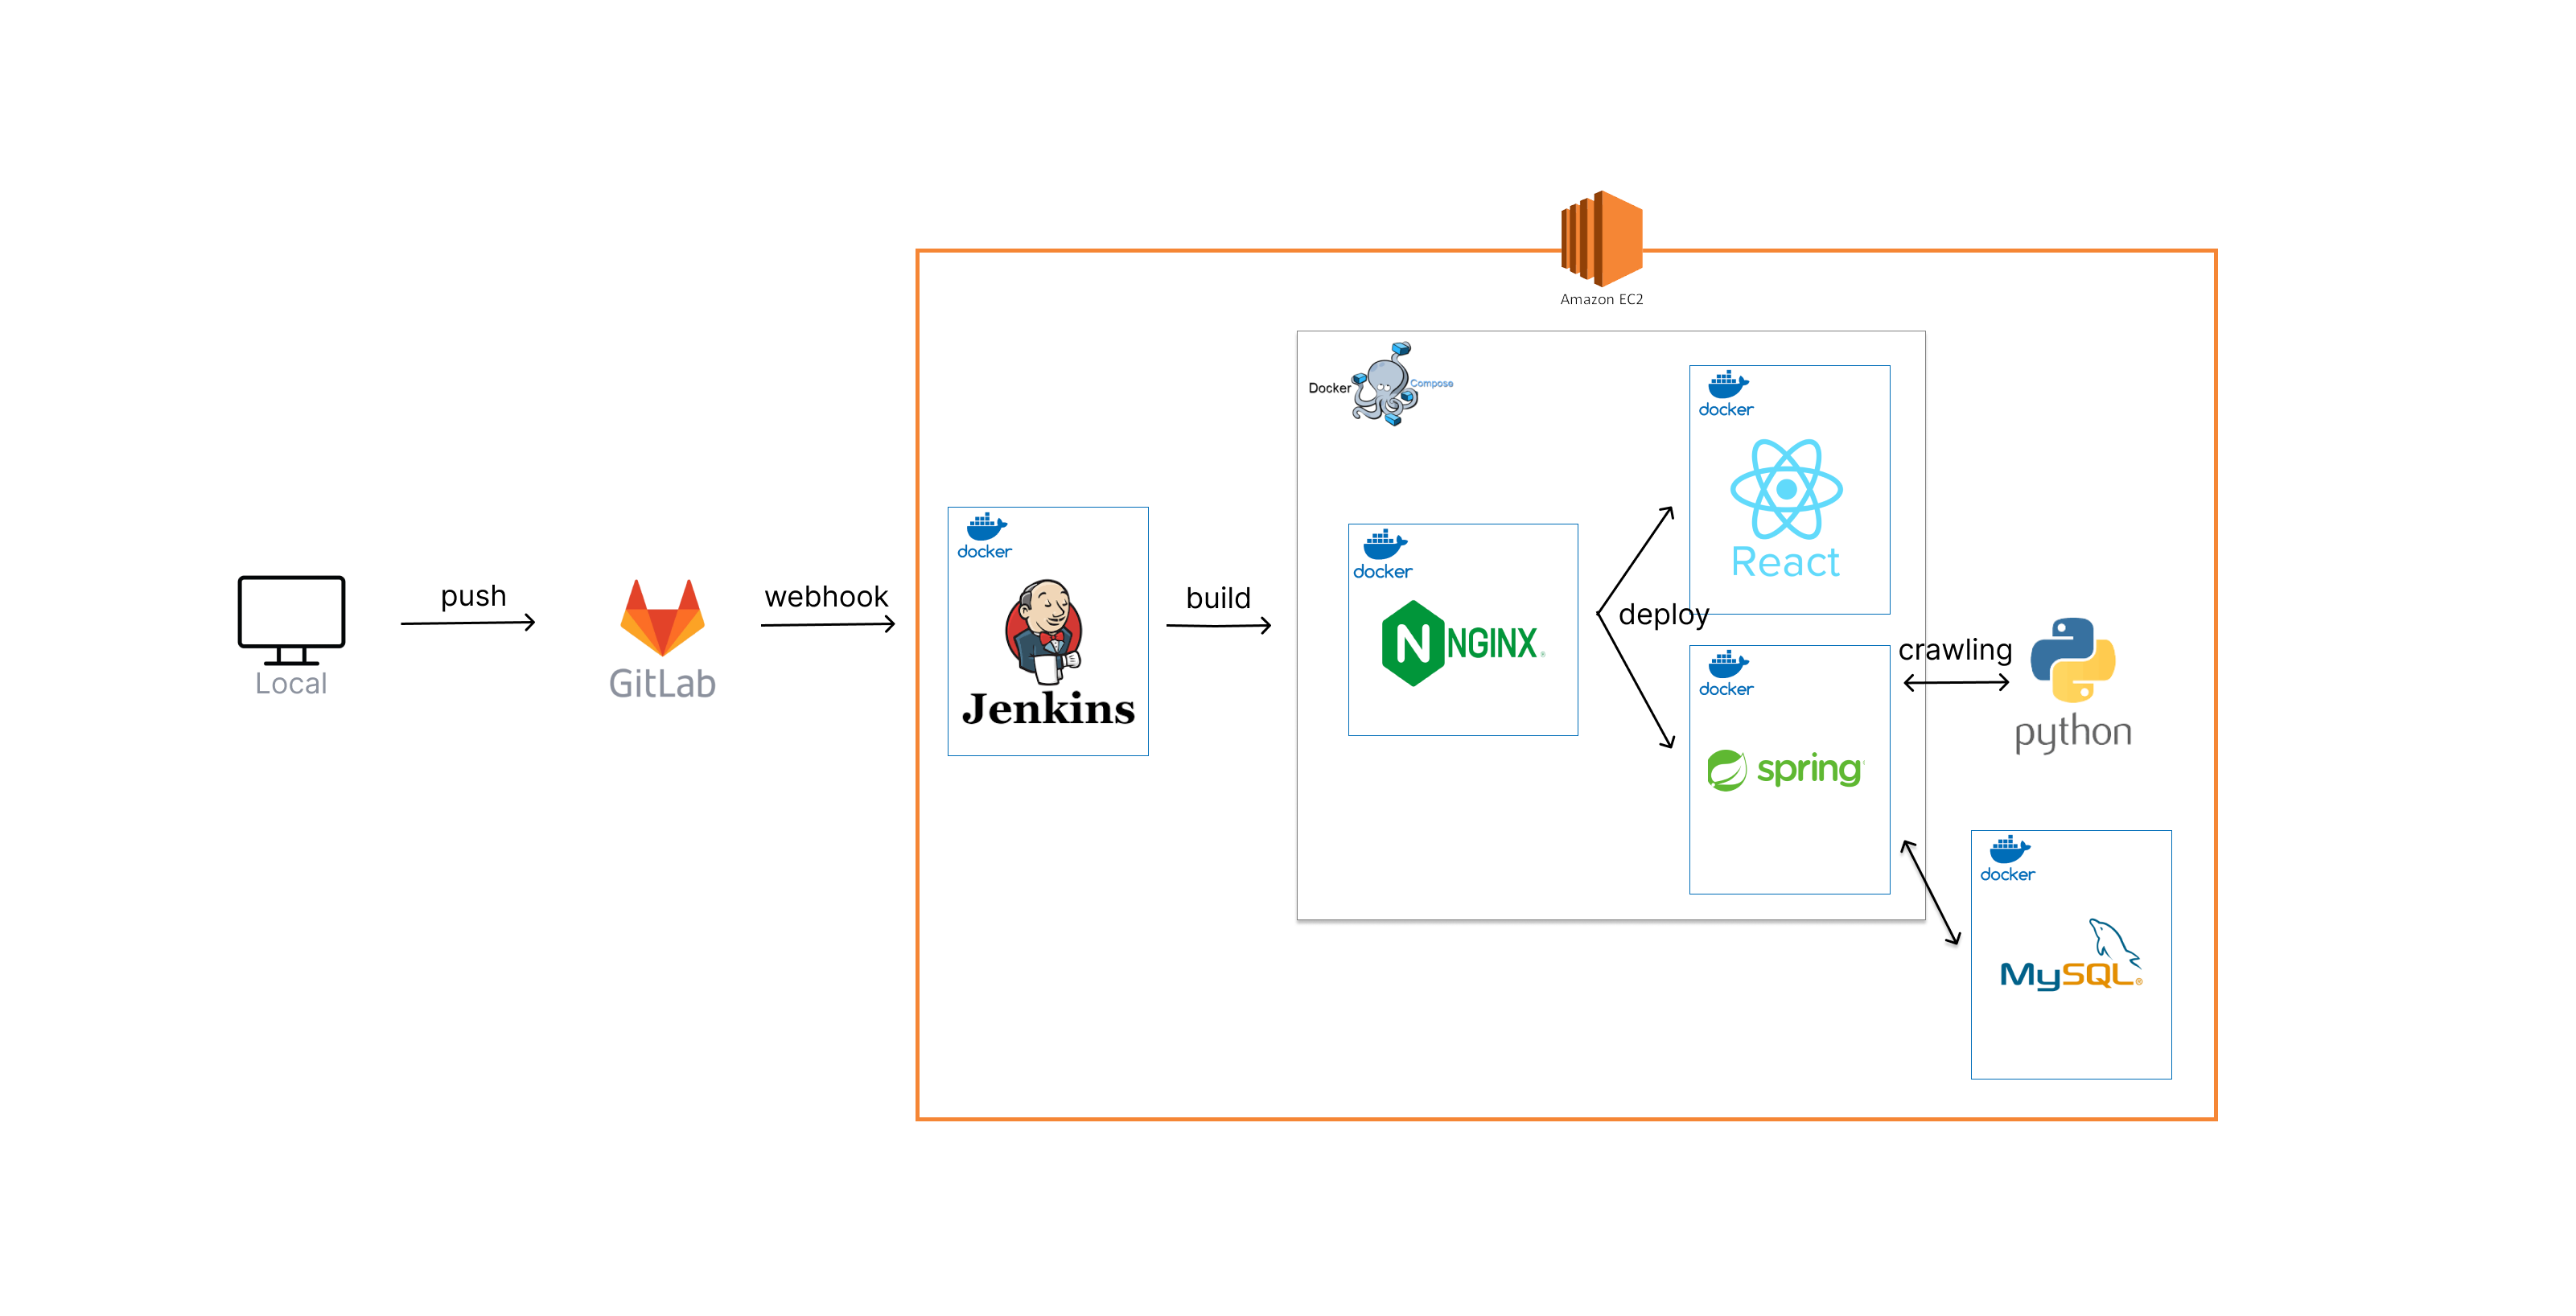 Amazon EC2
Docker Compose
docker
React
docker
Jenkins
docker
NGINX
push
webhook
build
deploy
Local
GitLab
crawling
python
docker
spring
docker
MySQL